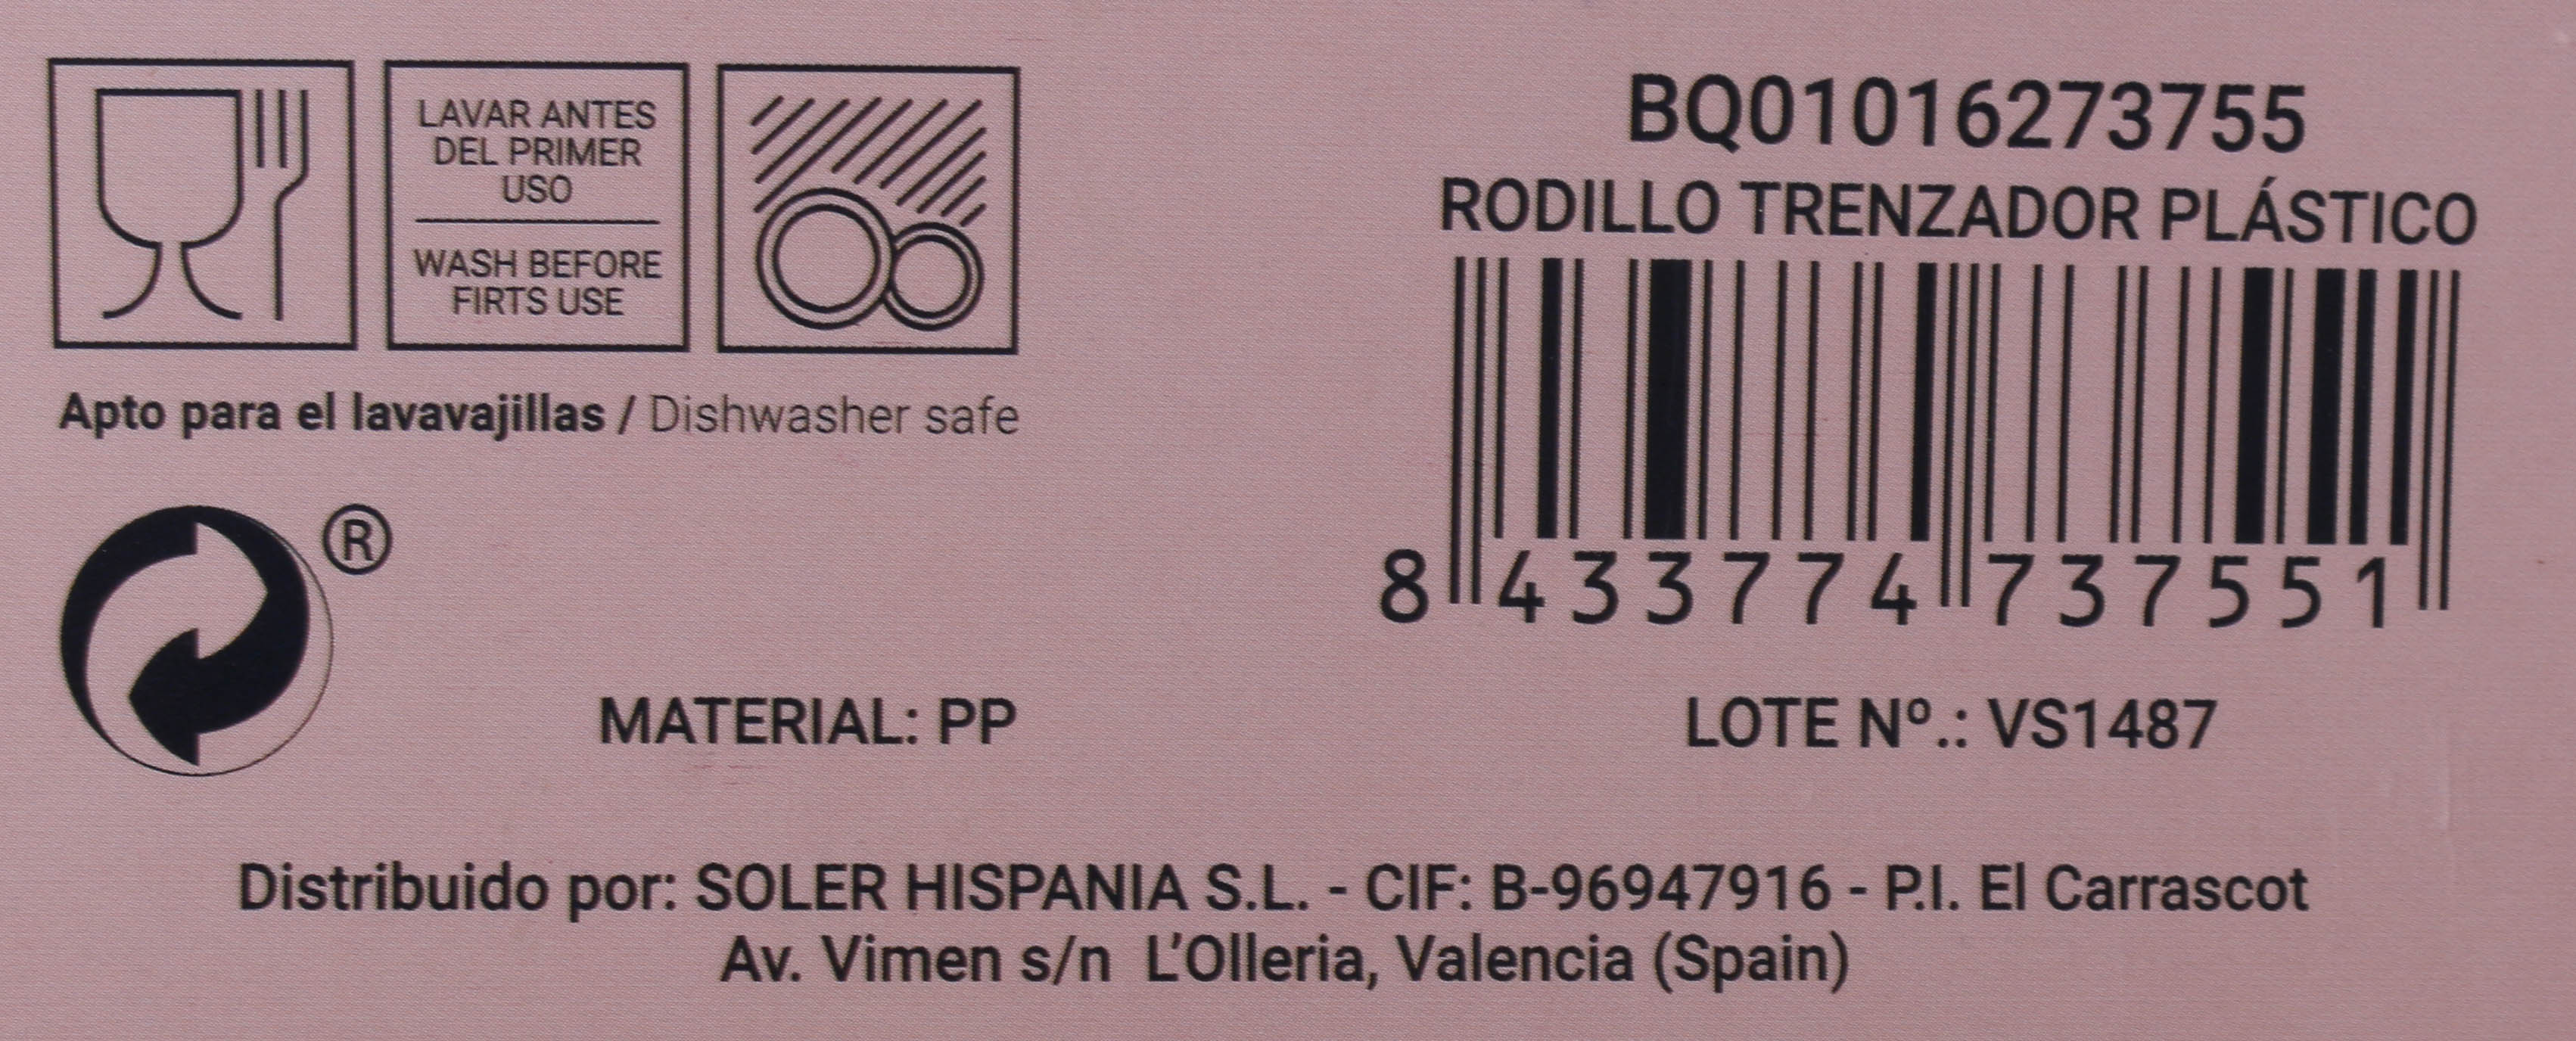 LAVAR ANTES
DEL PRIMER
USO
WASH BEFORE
FIRTS USE
Apto para el lavavajillas / Dishwasher safe
®
MATERIAL: PP
BQ01016273755
RODILLO TRENZADOR PLÁSTICO
8 433774 737551
LOTE Nº.: VS1487
Distribuido por: SOLER HISPANIA S.L. - CIF: B-96947916 - P.I. El Carrascot
Av. Vimen s/n L'Olleria, Valencia (Spain)